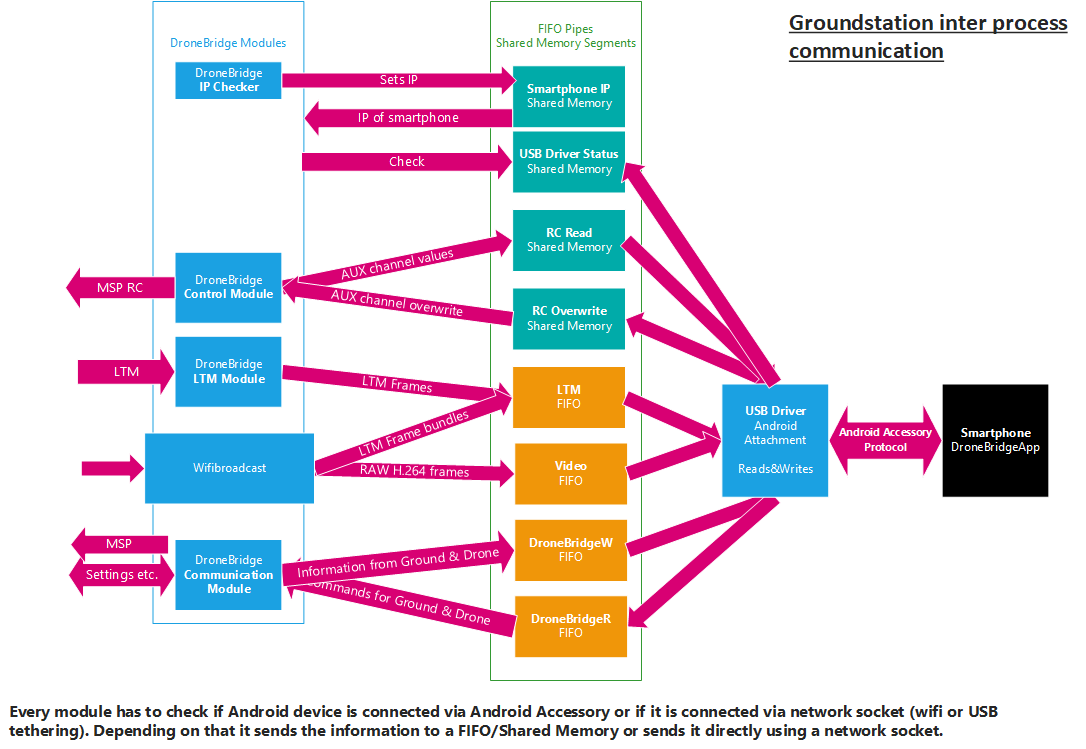 Groundstation inter process
communication
DroneBridge Modules
FIFO Pipes
Shared Memory Segments
DroneBridge
IP Checker
Sets IP
Smartphone IP
Shared Memory
IP of smartphone
Check
USB Driver Status
Shared Memory
RC Read
Shared Memory
AUX channel values
MSP RC
DroneBridge
Control Module
AUX channel overwrite
RC Overwrite
Shared Memory
LTM
DroneBridge
LTM Module
LTM Frames
LTM
FIFO
LTM Frame bundles
Wifibroadcast
RAW H.264 frames
Video
FIFO
USB Driver
Android
Attachment
Reads&Writes
Android Accessory
Protocol
Smartphone
DroneBridgeApp
MSP
Settings etc.
DroneBridge
Communication
Module
Information from Ground & Drone
DroneBridgeW
FIFO
for Ground & Drone
DroneBridgeR
FIFO
Every module has to check if Android device is connected via Android Accessory or if it is connected via network socket (wifi or USB
tethering). Depending on that it sends the information to a FIFO/Shared Memory or sends it directly using a network socket.